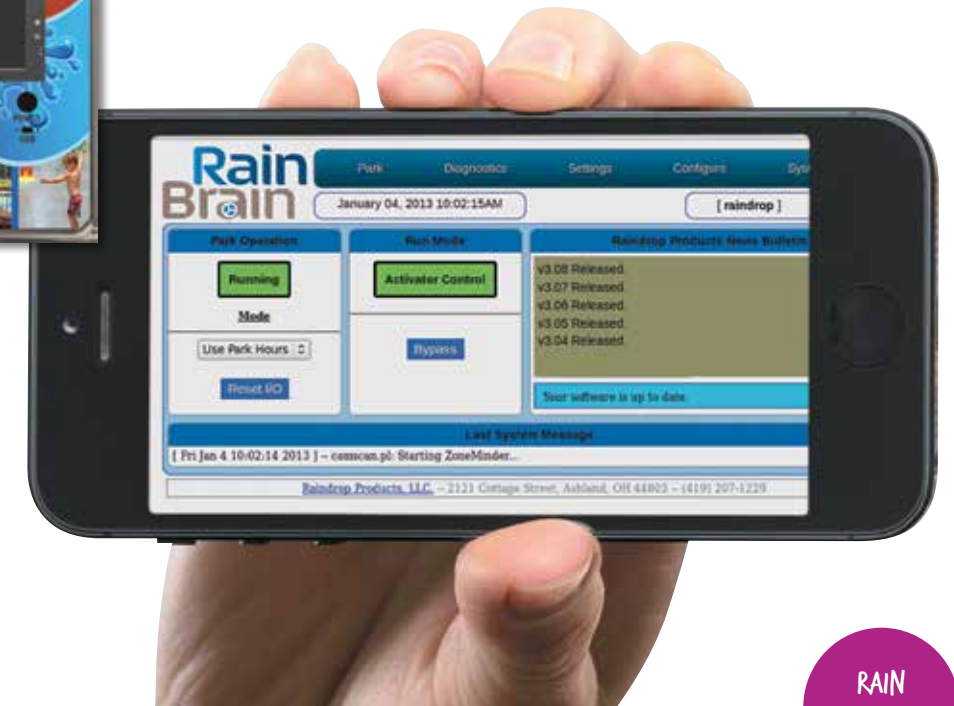 Rain
Brain
Park Diagnostics Settings Configure
January 04, 2013 10:02:15AM
[ raindrop ]
Park Operation
Running
Mode
Use Park Hours
Reset I/O
Run Mode
Activator Control
Bypass
Raindrop Products News Bulletin
v3.08 Released.
v3.07 Released.
v3.06 Released.
v3.05 Released.
v3.04 Released.
Your software is up to date.
Last System Message
[ Fri Jan 4 10:02:14 2013 ] – comscan.pl: Starting ZoneMinder...
Raindrop Products, LLC. – 2121 Cottage Street, Ashland, OH 44805 – (419) 207-1229
RAIN